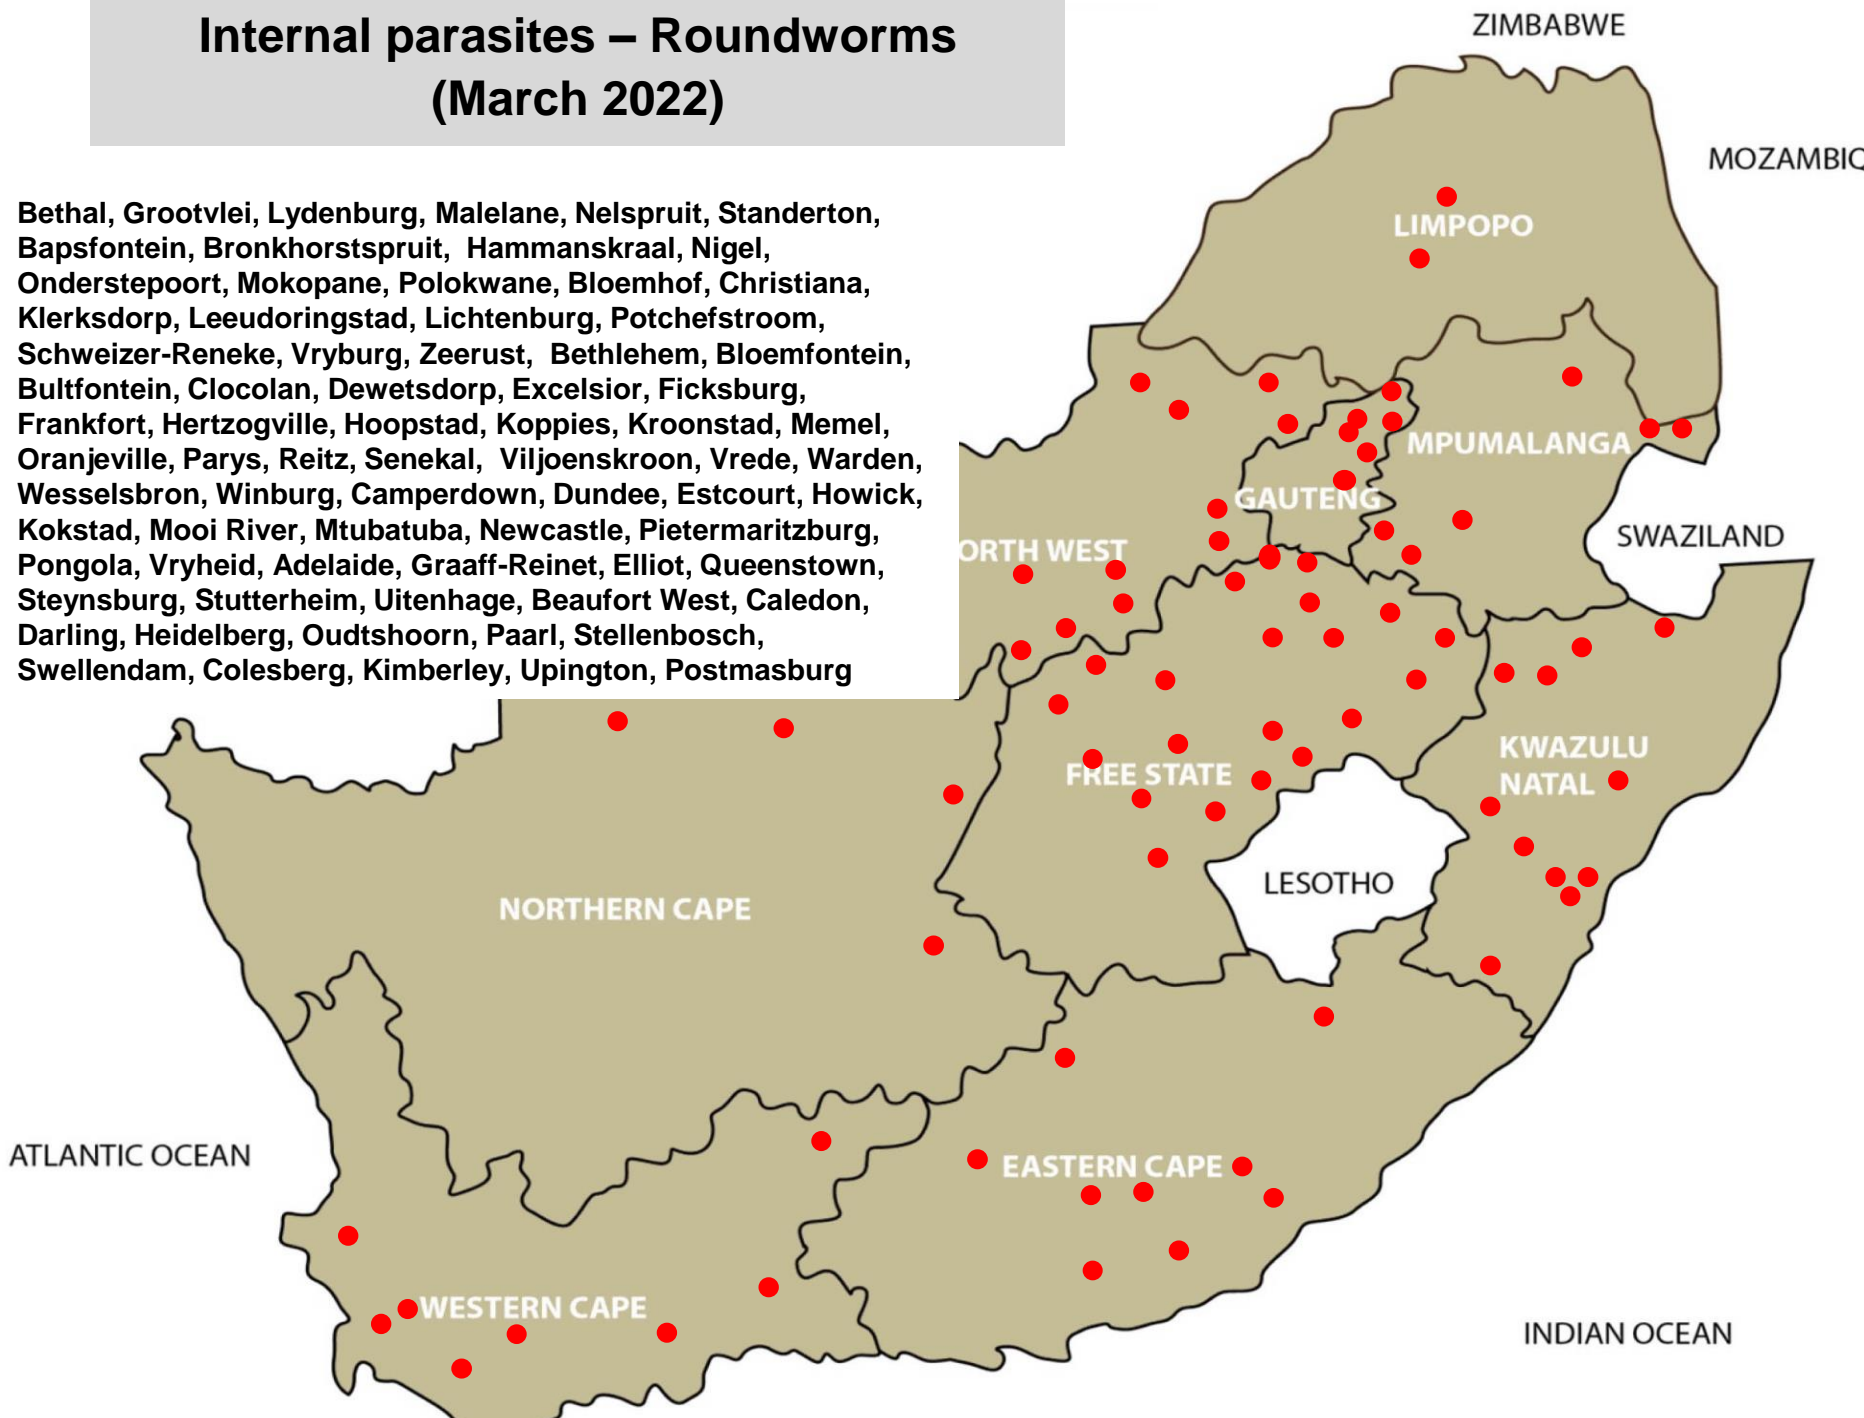 Internal parasites – Roundworms
(March 2022)
Bethal, Grootvlei, Lydenburg, Malelane, Nelspruit, Standerton,
Bapsfontein, Bronkhorstspruit, Hammanskraal, Nigel,
Onderstepoort, Mokopane, Polokwane, Bloemhof, Christiana,
Klerksdorp, Leeudoringstad, Lichtenburg, Potchefstroom,
Schweizer-Reneke, Vryburg, Zeerust, Bethlehem, Bloemfontein,
Bultfontein, Clocolan, Dewetsdorp, Excelsior, Ficksburg,
Frankfort, Hertzogville, Hoopstad, Koppies, Kroonstad, Memel,
Oranjeville, Parys, Reitz, Senekal, Viljoenskroon, Vrede, Warden,
Wesselsbron, Winburg, Camperdown, Dundee, Estcourt, Howick,
Kokstad, Mooi River, Mtubatuba, Newcastle, Pietermaritzburg,
Pongola, Vryheid, Adelaide, Graaff-Reinet, Elliot, Queenstown,
Steynsburg, Stutterheim, Uitenhage, Beaufort West, Caledon,
Darling, Heidelberg, Oudtshoorn, Paarl, Stellenbosch,
Swellendam, Colesberg, Kimberley, Upington, Postmasburg
ZIMBABWE
MOZAMBIQ
LIMPOPO
MPUMALANGA
GAUTENG
SWAZILAND
ORTH WEST
KWAZULU
NATAL
FREE STATE
LESOTHO
NORTHERN CAPE
ATLANTIC OCEAN
EASTERN CAPE
WESTERN CAPE
INDIAN OCEAN